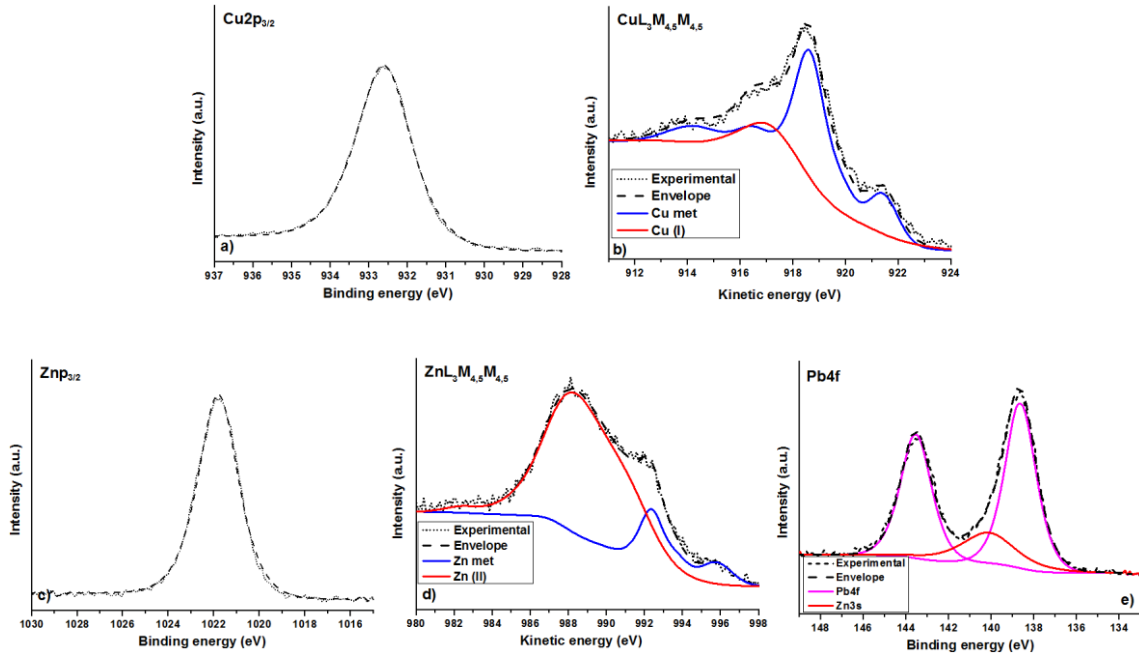 Cu2p3/2
Intensity (a.u.)
a)
937 936 935 934 933 932 931 930 929 928
Binding energy (eV)
CuL3M4,5M4,5
Intensity (a.u.)
Experimental
Envelope
Cu met
Cu (I)
b)
912 914 916 918 920 922 924
Kinetic energy (eV)
Znp3/2
Intensity (a.u.)
c)
1030 1028 1026 1024 1022 1020 1018 1016
Binding energy (eV)
ZnL3M4,5M4,5
Intensity (a.u.)
Experimental
Envelope
Zn met
Zn (II)
d)
980 982 984 986 988 990 992 994 996 998
Kinetic energy (eV)
Pb4f
Intensity (a.u.)
Experimental
Envelope
Pb4f
Zn3s
e)
148 146 144 142 140 138 136 134
Binding energy (eV)